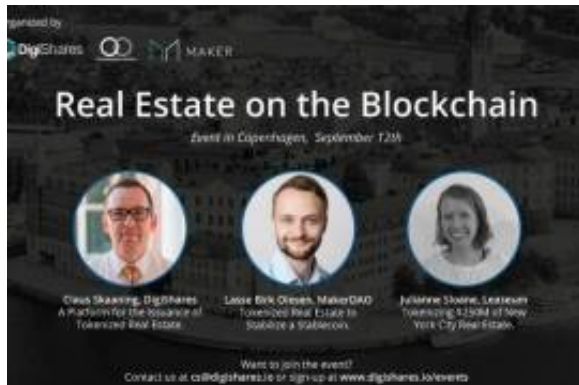 Organized by
DigiShares
MAKER
Real Estate on the Blockchain
Event in Copenhagen, September 12th
Claus Skaaning, DigiShares
A Platform for the Issuance of
Tokenized Real Estate.
Lasse Birk Olesen, MakerDAO
Tokenized Real Estate to
Stabilize a Stablecoin.
Julianne Sloane,
Tokenizing $250M of New
York City Real Estate.
Want to join the event?
Contact us at cs@digishares.io or sign-up at www.digishares.io/events